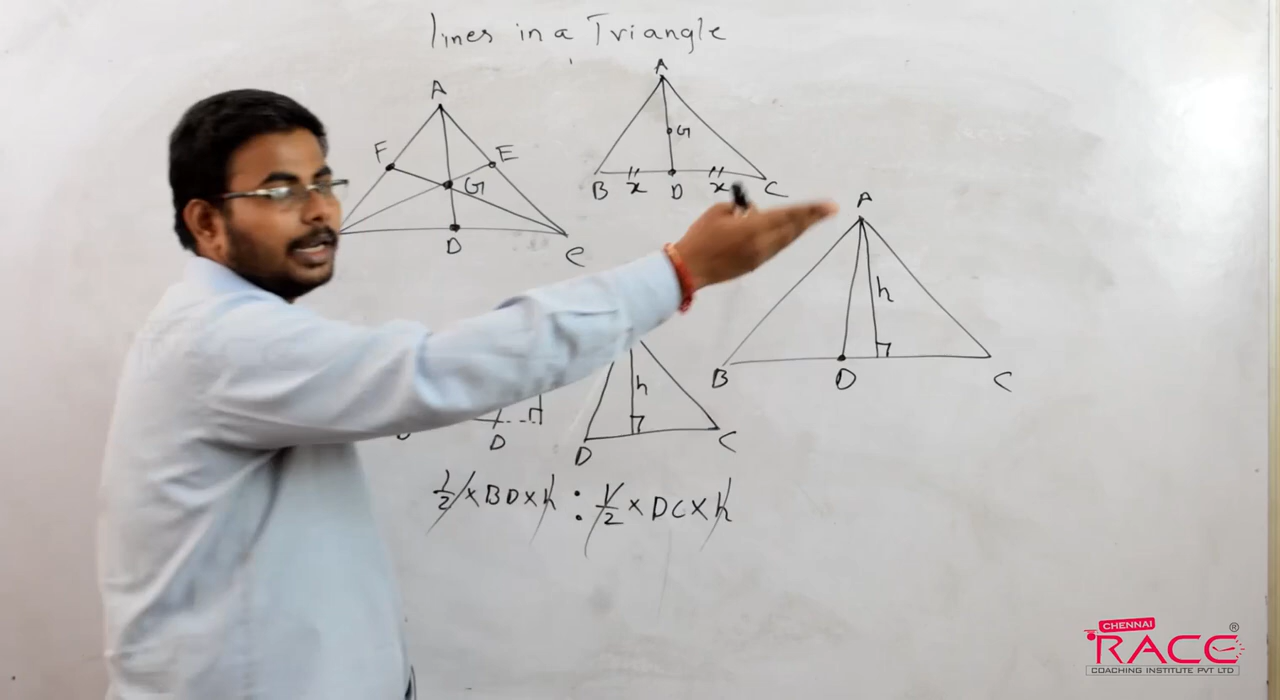 lines in a Triangle
A
F
E
G
D
C
A
G
B
x
D
x
C
A
h
B
D
C
D
h
D
C
1/2 × BD × h : 1/2 × DC × h
CHENNAI
RACE ®
COACHING INSTITUTE PVT LTD